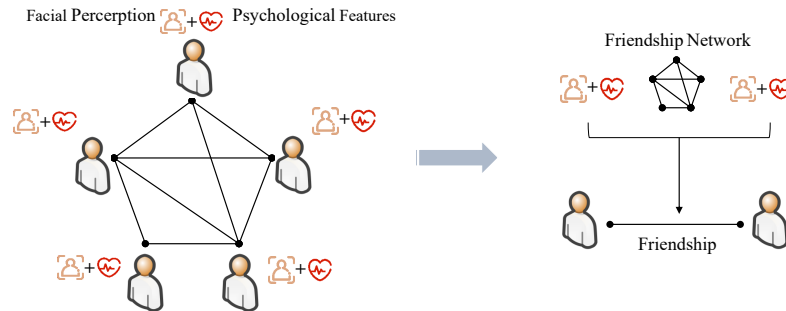 Facial Percerption
Psychological Features
+
+
+
+
+
Friendship Network
+
+
Friendship